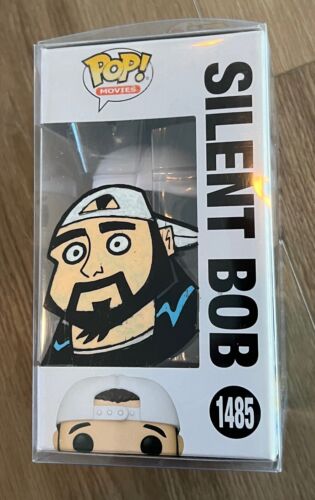 POP!
MOVIES
SILENT BOB
1485